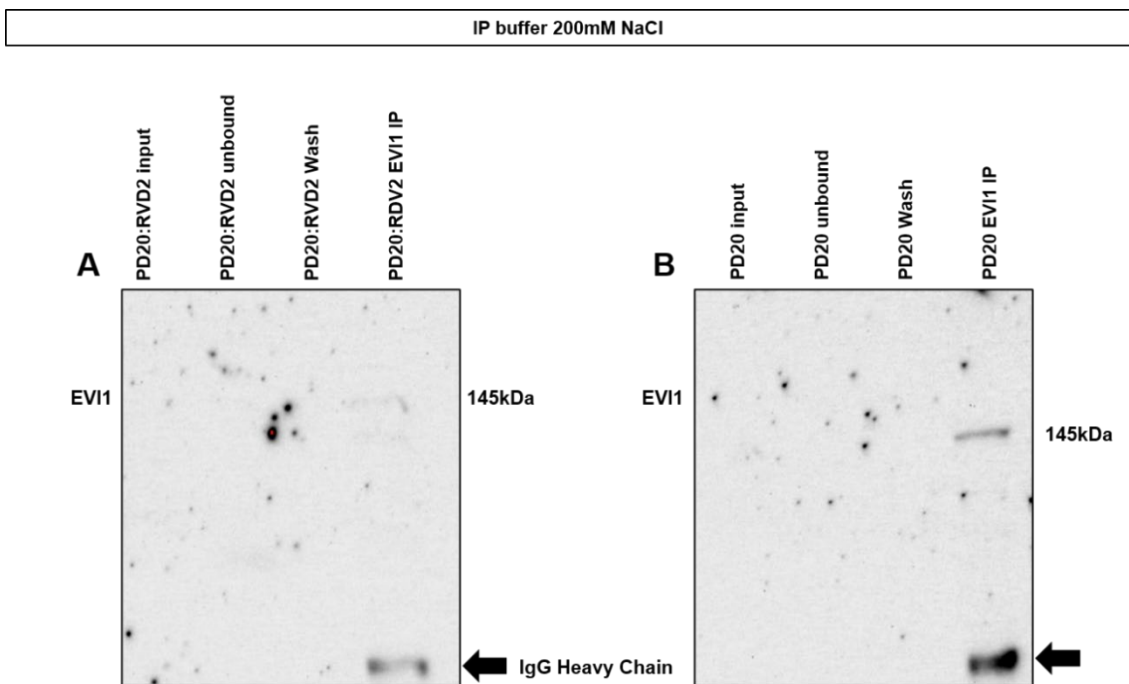 IP buffer 200mM NaCl
A
PD20:RVD2 input
PD20:RVD2 unbound
PD20:RVD2 Wash
PD20:RDV2 EVI1 IP
EVI1
145kDa
IgG Heavy Chain
B
PD20 input
PD20 unbound
PD20 Wash
PD20 EVI1 IP
EVI1
145kDa